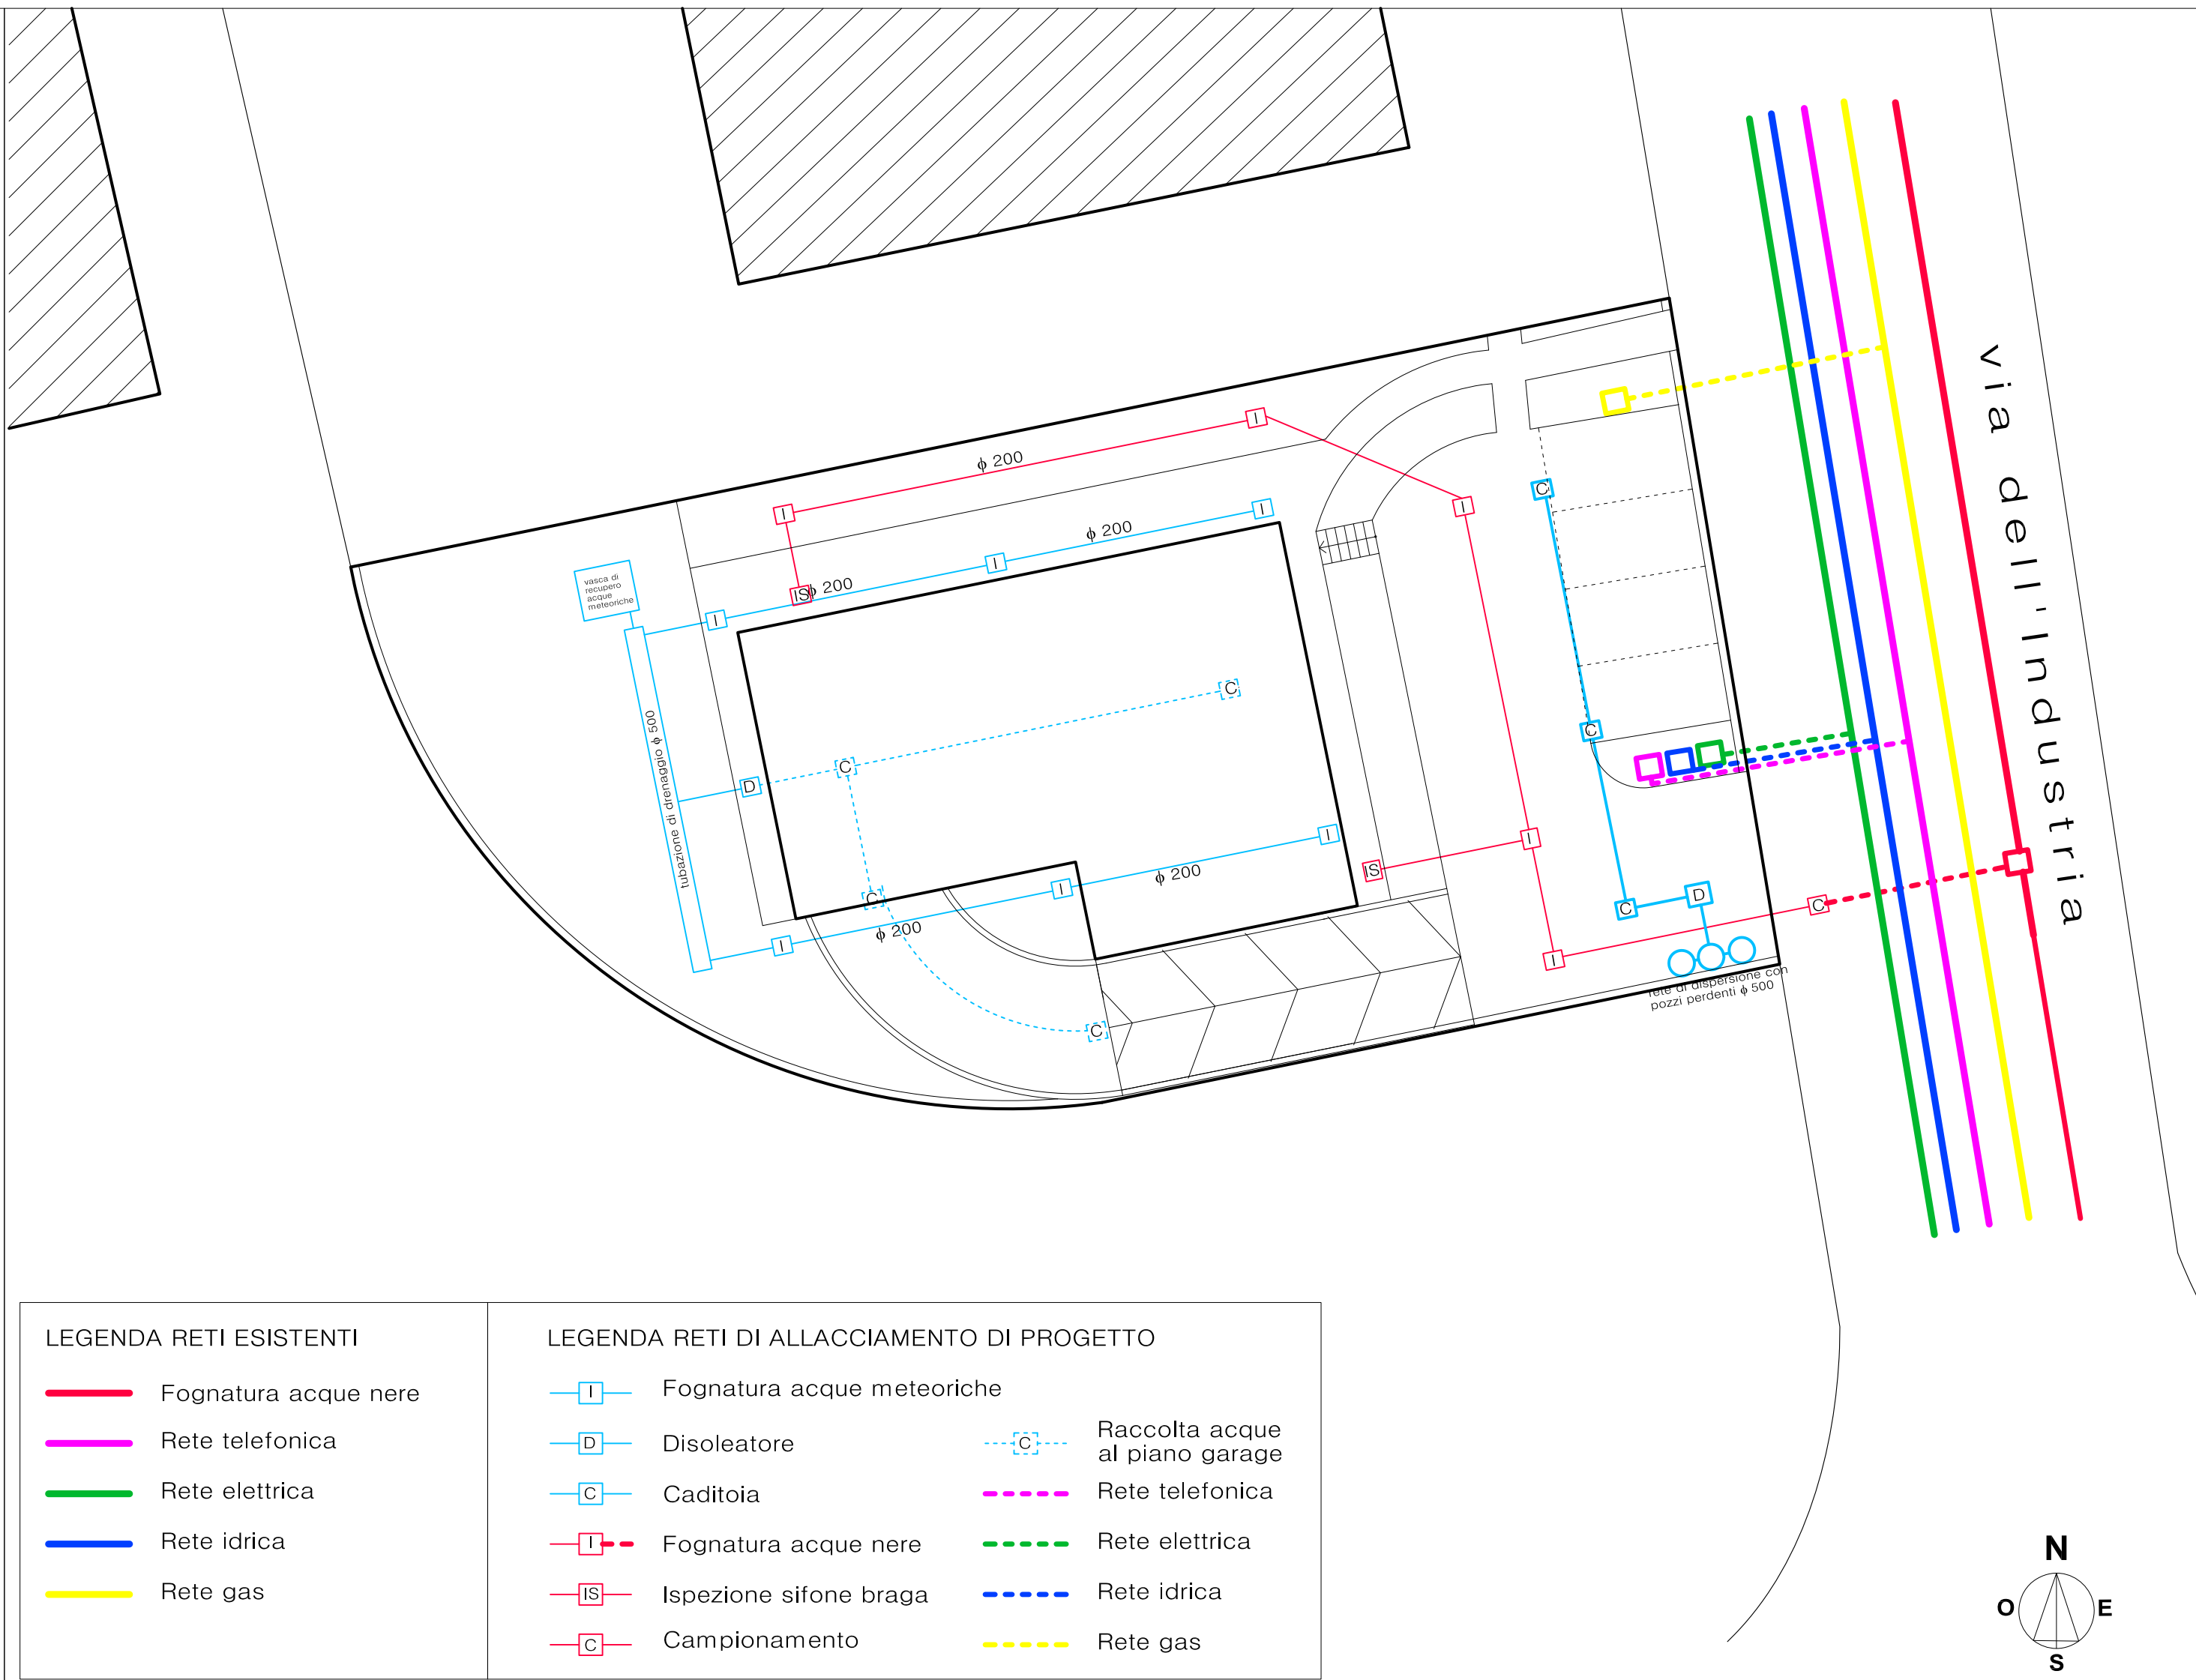 via dell'Industria
I
φ 200
C
I
I
I
φ 200
I
vasca di
recupero
acque
meteoriche
φ 200
IS
I
C
tubazione di drenaggio φ 500
C
C
D
I
I
IS
φ 200
I
C
C
D
C
φ 200
I
I
C
rete di dispersione con
pozzi perdenti φ 500
LEGENDA RETI ESISTENTI
Fognatura acque nere
Rete telefonica
Rete elettrica
Rete idrica
Rete gas
LEGENDA RETI DI ALLACCIAMENTO DI PROGETTO
I Fognatura acque meteoriche
D Disoleatore
C Caditoia
I Fognatura acque nere
IS Ispezione sifone braga
C Campionamento
C Raccolta acque
al piano garage
Rete telefonica
Rete elettrica
Rete idrica
Rete gas
N
O E
S